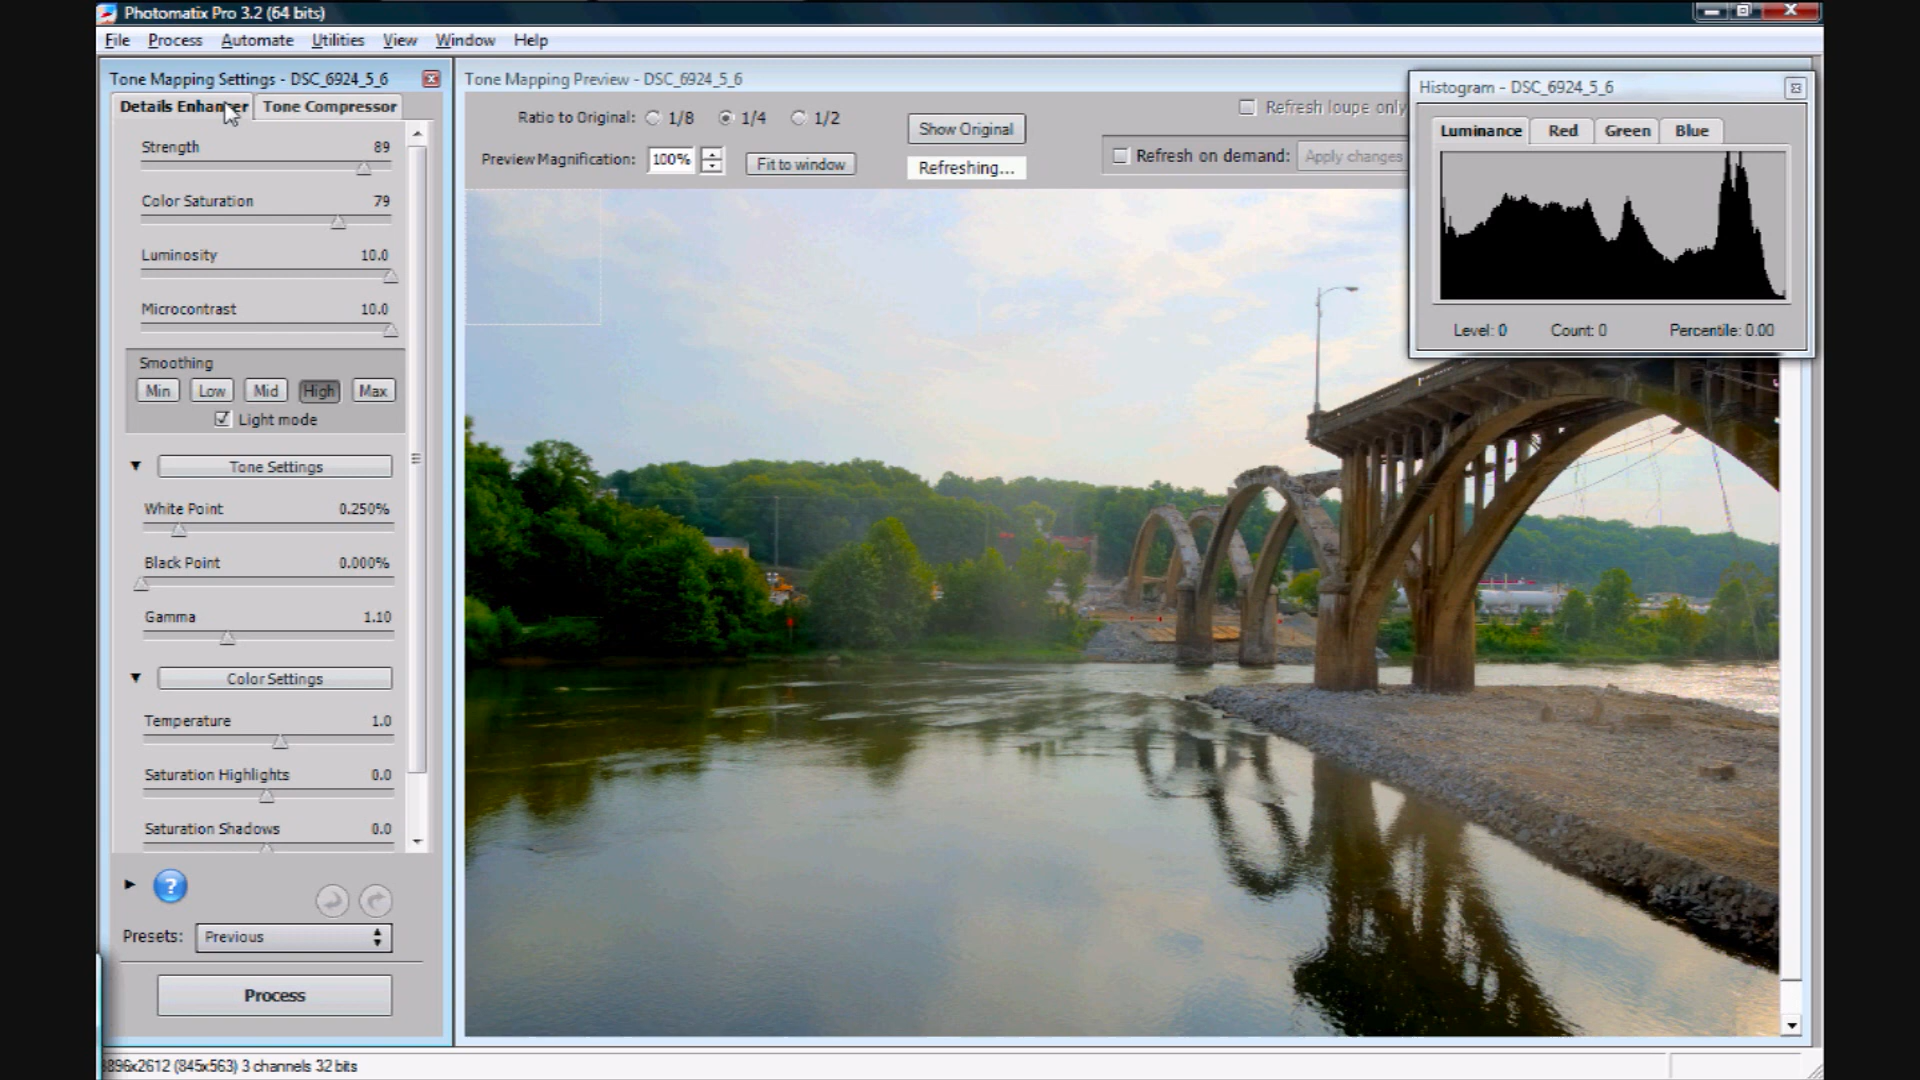 Photomatix Pro 3.2 (64 bits)
File Process Automate Utilities View Window Help
Tone Mapping Settings - DSC_6924_5_6
Details Enhancer Tone Compressor
Strength 89
Color Saturation 79
Luminosity 10.0
Microcontrast 10.0
Smoothing
Min Low Mid High Max
Light mode
Tone Settings
White Point 0.250%
Black Point 0.000%
Gamma 1.10
Color Settings
Temperature 1.0
Saturation Highlights 0.0
Saturation Shadows 0.0
?
Presets: Previous
Process
Tone Mapping Preview - DSC_6924_5_6
Ratio to Original: 1/8 1/4 1/2
Preview Magnification: 100% Fit to window
Show Original
Refreshing...
Refresh loupe only
Refresh on demand: Apply changes
Histogram - DSC_6924_5_6
Luminance Red Green Blue
Level: 0 Count: 0 Percentile: 0.00
896x2612 (845x563) 3 channels 32 bits